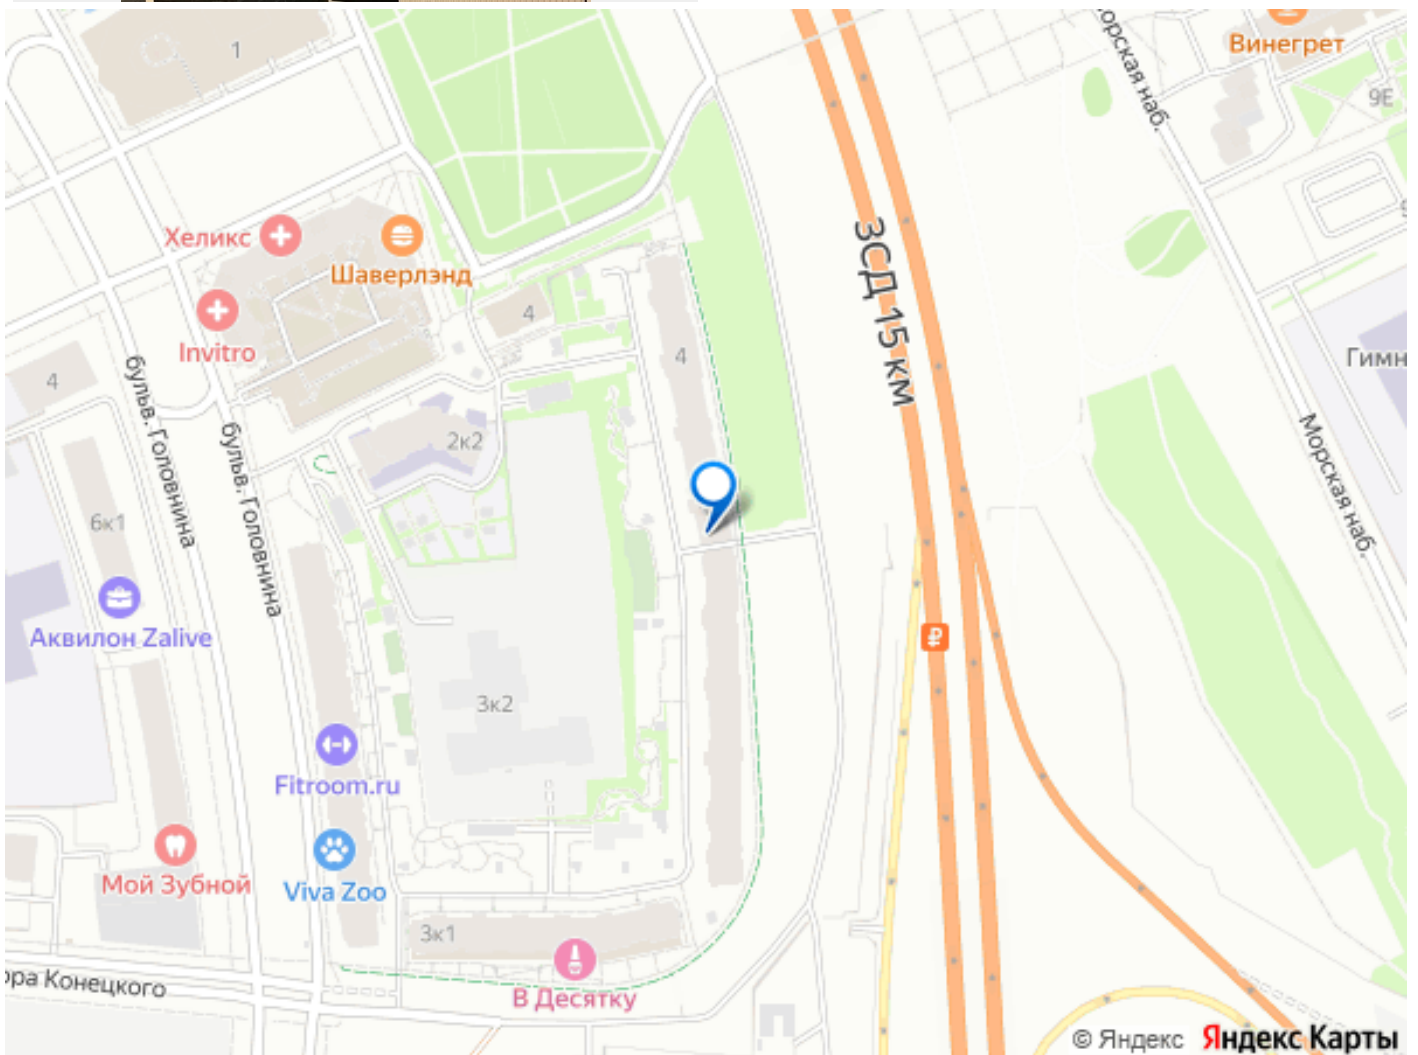 1
Морская наб.
Винегрет
9Е
Хеликс
Шаверлэнд
Invitro
4
4
4
ЗСД 15 км
Гимн
бульв. Головнина
бульв. Головнина
2к2
6к1
Морская наб.
Аквилон Zalive
3к2
Fitroom.ru
Мой Зубной
Viva Zoo
3к1
В Десятку
ора Конецкого
© Яндекс Яндекс Карты